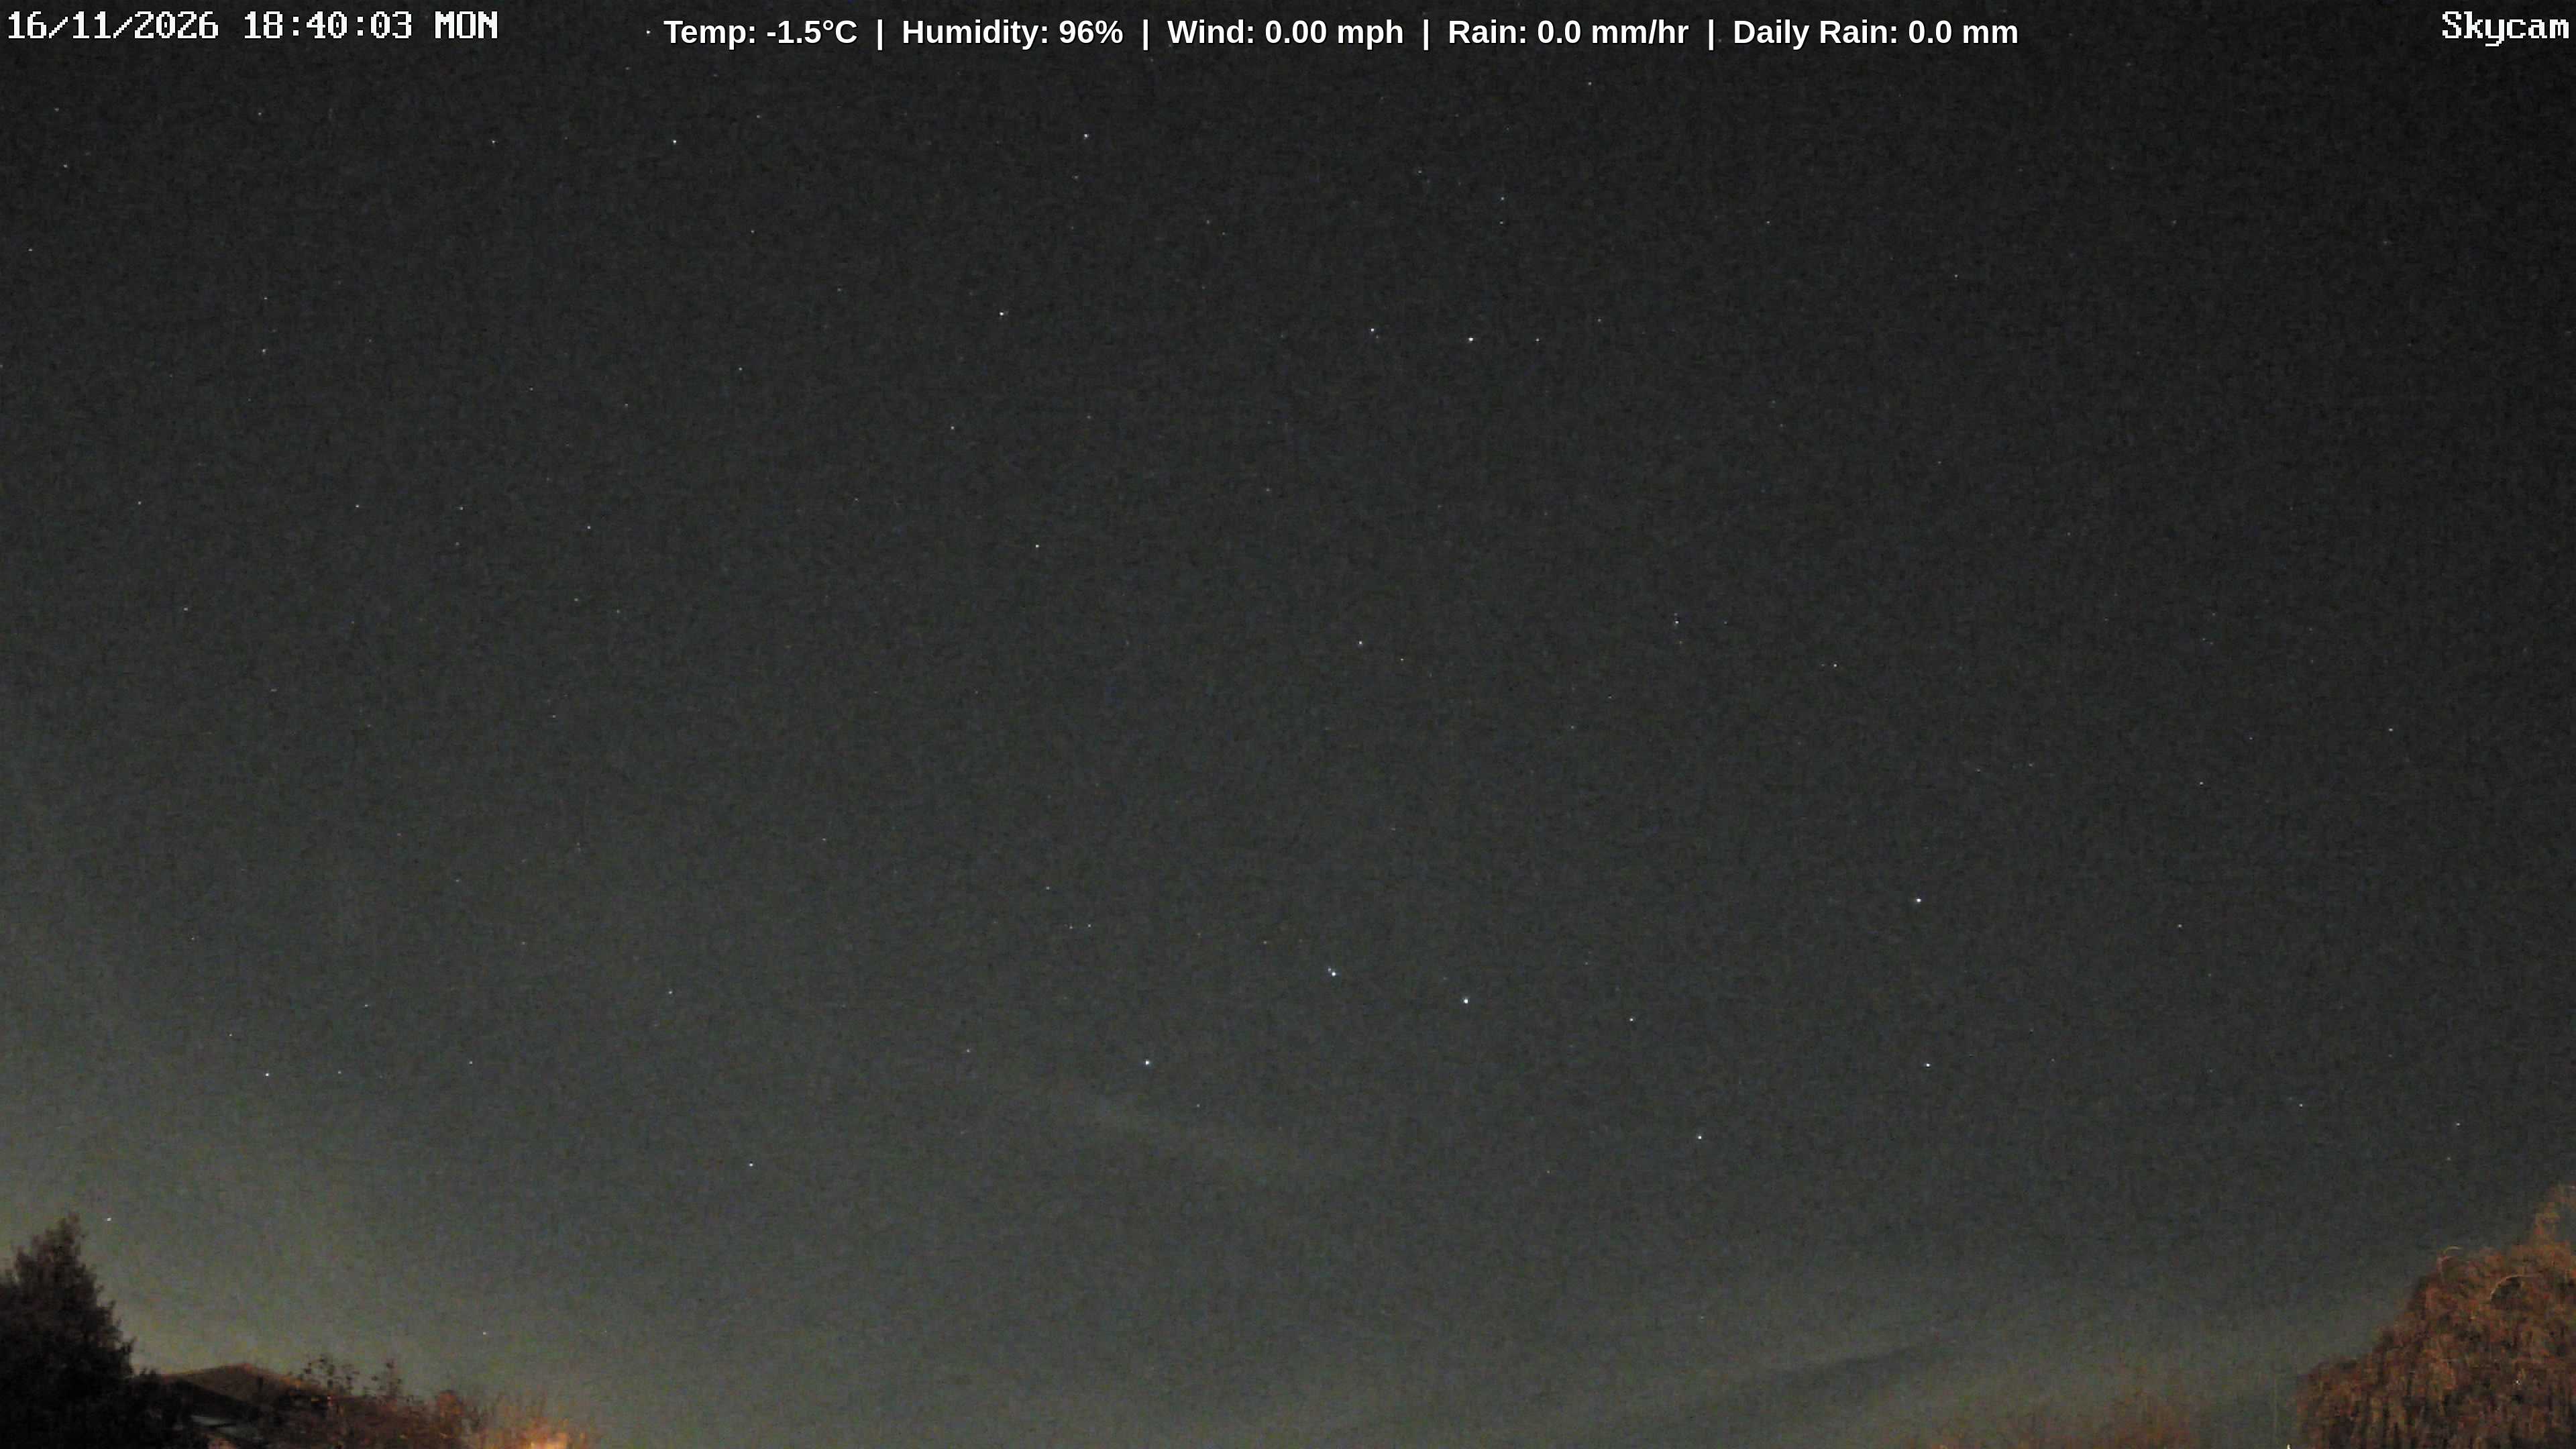 16/11/2026 18:40:03 MON
Temp: -1.5°C | Humidity: 96% | Wind: 0.00 mph | Rain: 0.0 mm/hr | Daily Rain: 0.0 mm
Skycam